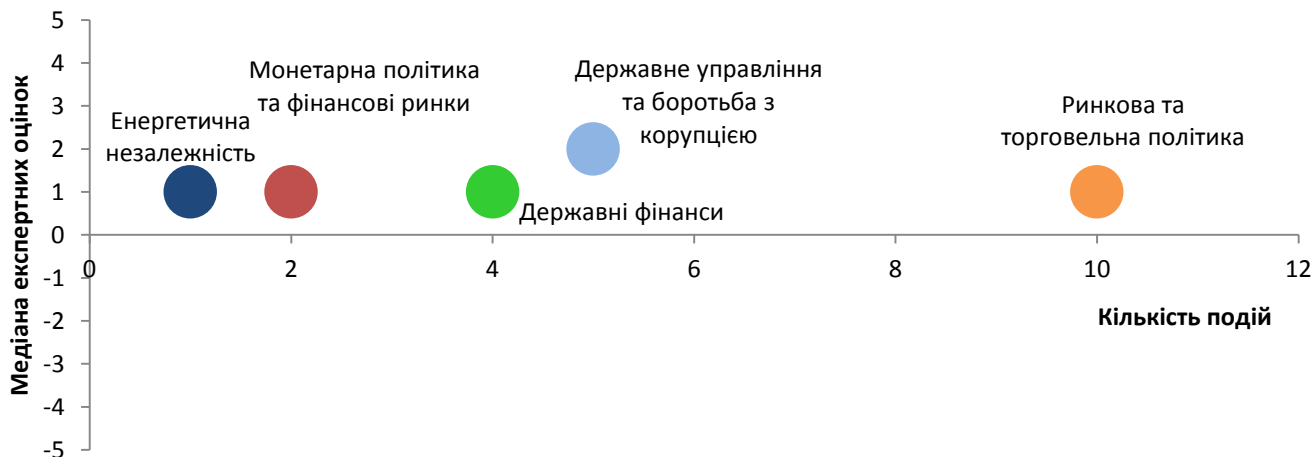 Медіана експертних оцінок
5
4
3
2
1
0
-1
-2
-3
-4
-5
Енергетична
незалежність
Монетарна політика
та фінансові ринки
Державні фінанси
Державне управління
та боротьба з
корупцією
Ринкова та
торговельна політика
0 2 4 6 8 10 12
Кількість подій